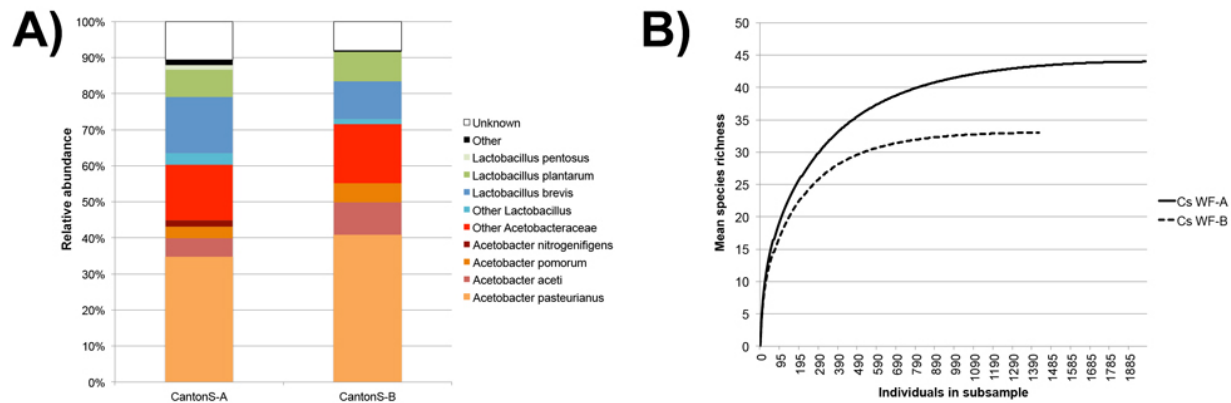 A)
100%
90%
80%
70%
60%
50%
40%
30%
20%
10%
0%
Relative abundance
CantonS-A
CantonS-B
Unknown
Other
Lactobacillus pentosus
Lactobacillus plantarum
Lactobacillus brevis
Other Lactobacillus
Other Acetobacteraceae
Acetobacter nitrogenifigens
Acetobacter pomorum
Acetobacter aceti
Acetobacter pasteurianus
B)
50
45
40
35
30
25
20
15
10
5
0
Mean species richness
0
95
195
290
390
490
590
690
790
890
990
1090
1190
1290
1390
1485
1585
1685
1785
1885
Individuals in subsample
Cs WF-A
Cs WF-B